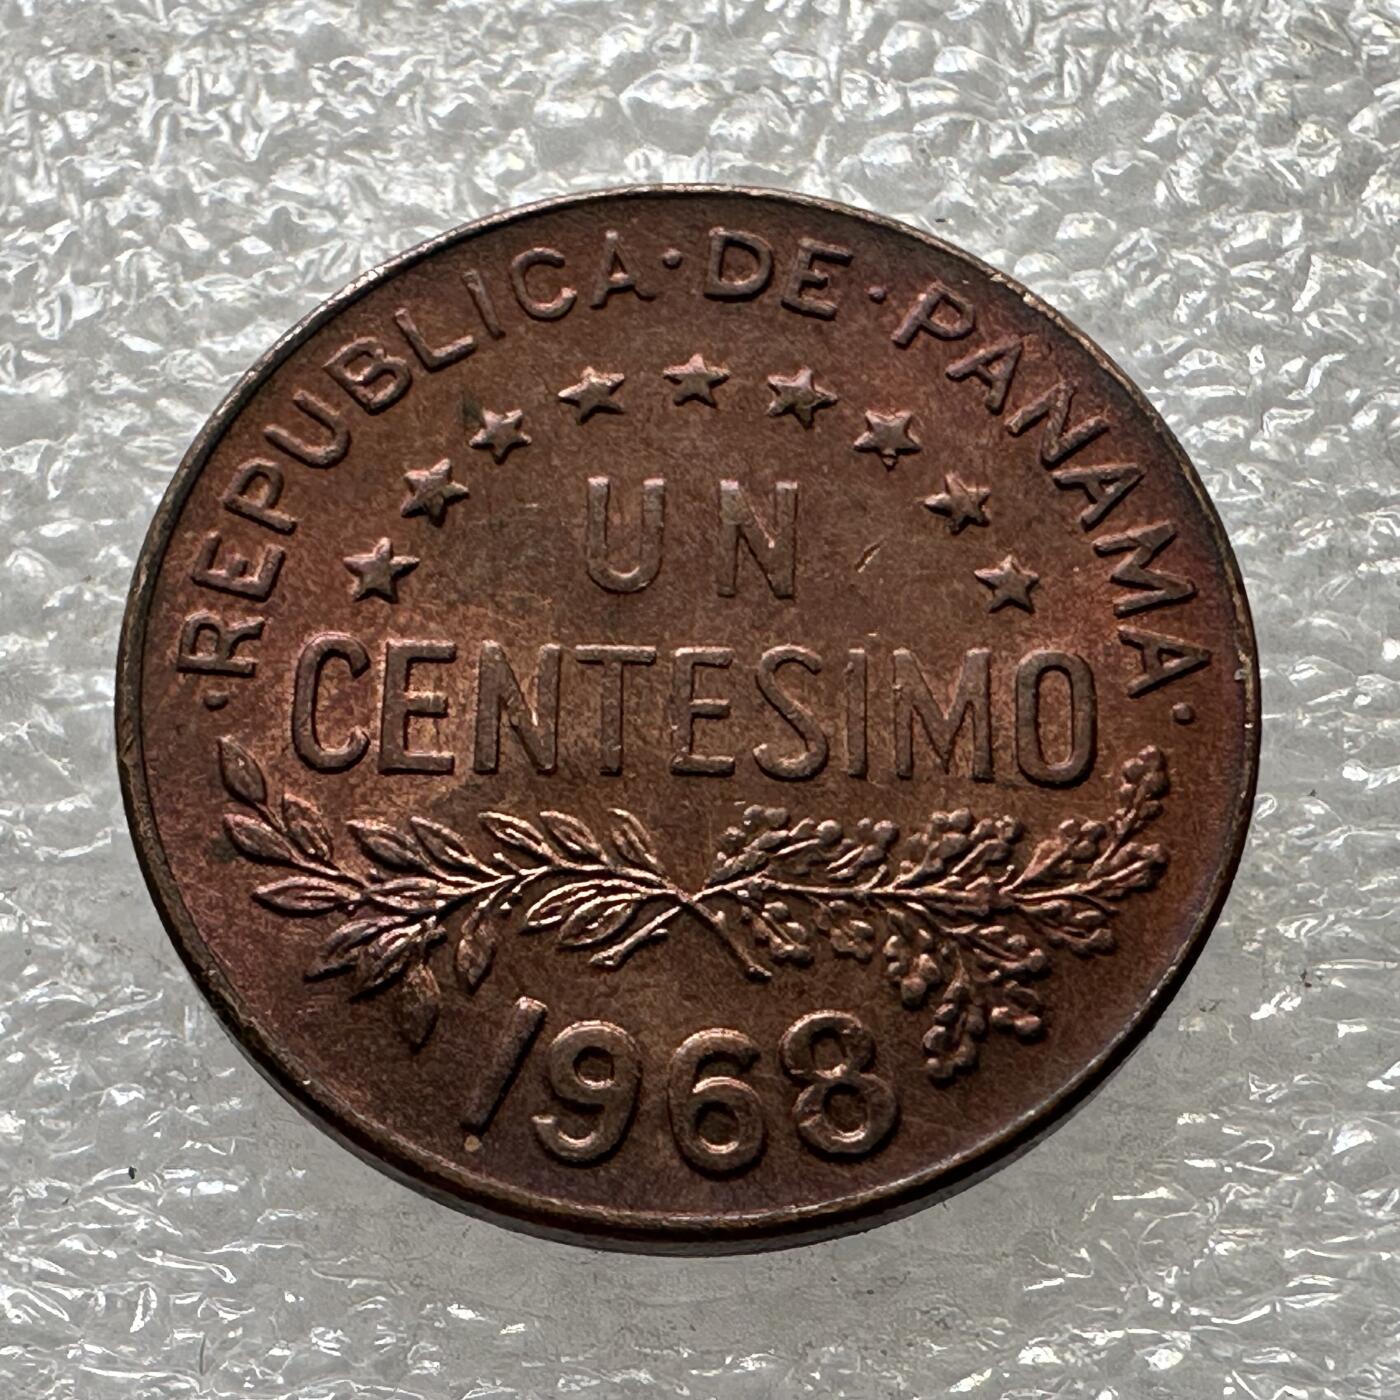 ·REPUBLICA·DE·PANAMA·
UN
CENTESIMO
1968